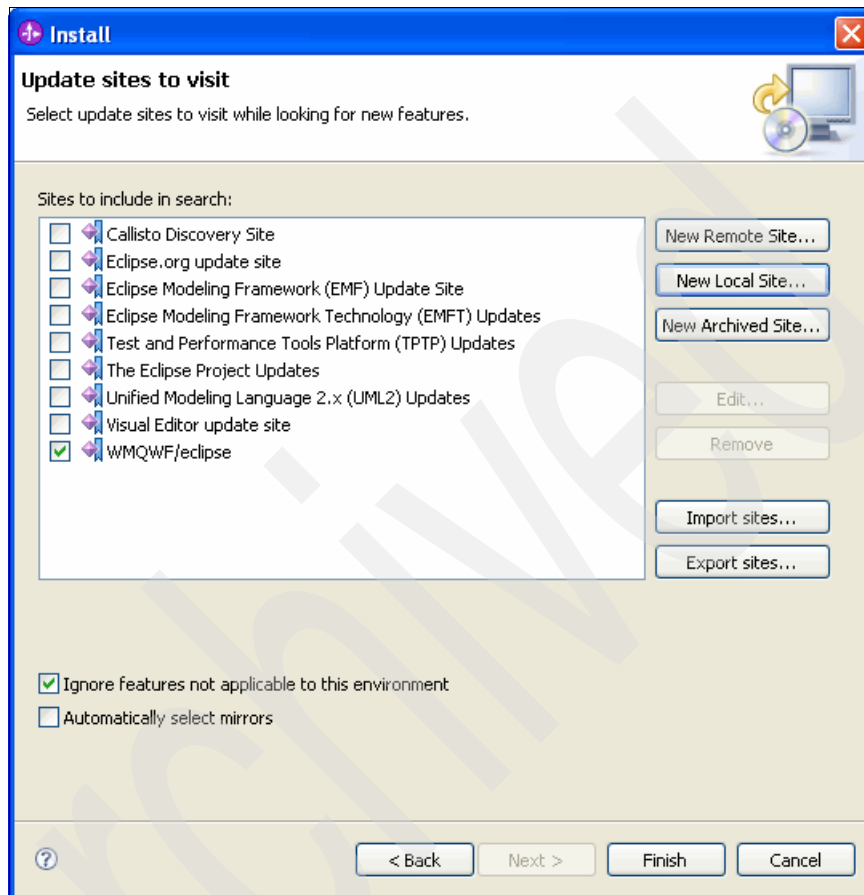 Install
Update sites to visit
Select update sites to visit while looking for new features.
Sites to include in search:
Callisto Discovery Site
Eclipse.org update site
Eclipse Modeling Framework (EMF) Update Site
Eclipse Modeling Framework Technology (EMFT) Updates
Test and Performance Tools Platform (TPTP) Updates
The Eclipse Project Updates
Unified Modeling Language 2.x (UML2) Updates
Visual Editor update site
WMQWF/eclipse
New Remote Site...
New Local Site...
New Archived Site...
Edit...
Remove
Import sites...
Export sites...
Ignore features not applicable to this environment
Automatically select mirrors
?
< Back
Next >
Finish
Cancel
rchived